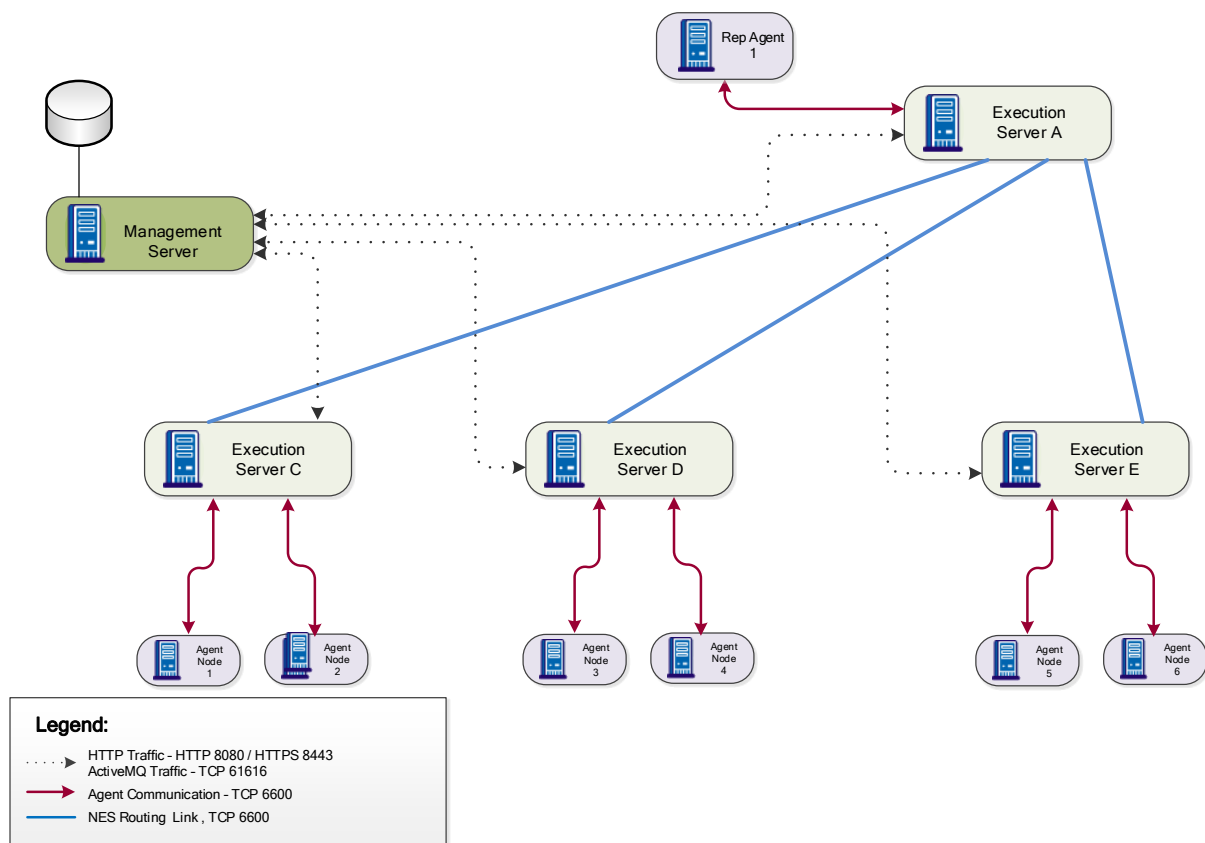 Rep Agent
1
Execution
Server A
Management
Server
Execution
Server C
Execution
Server D
Execution
Server E
Agent
Node
1
Agent
Node
2
Agent
Node
3
Agent
Node
4
Agent
Node
5
Agent
Node
6
Legend:
HTTP Traffic - HTTP 8080 / HTTPS 8443
ActiveMQ Traffic - TCP 61616
Agent Communication - TCP 6600
NES Routing Link , TCP 6600